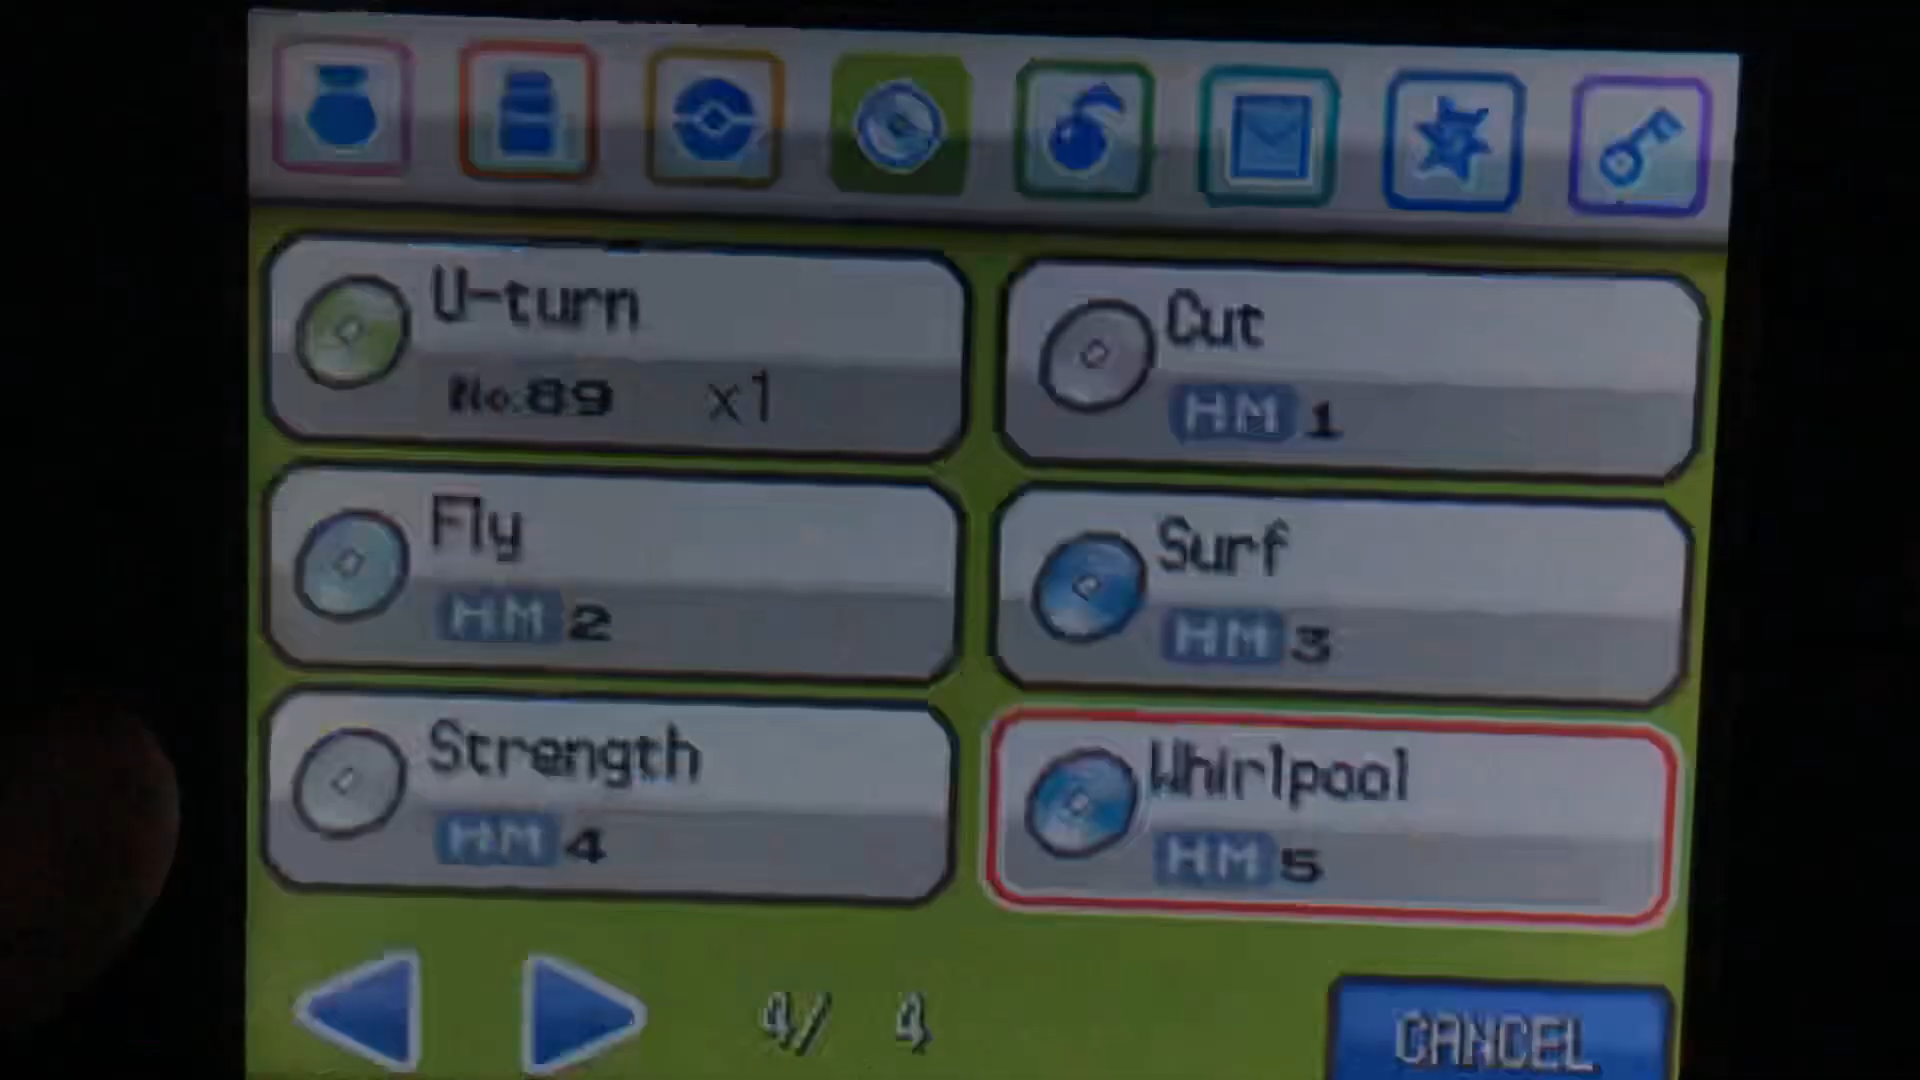 U-turn
No.89 x1
Cut
HM 1
Fly
HM 2
Surf
HM 3
Strength
HM 4
Whirlpool
HM 5
4/ 4
CANCEL